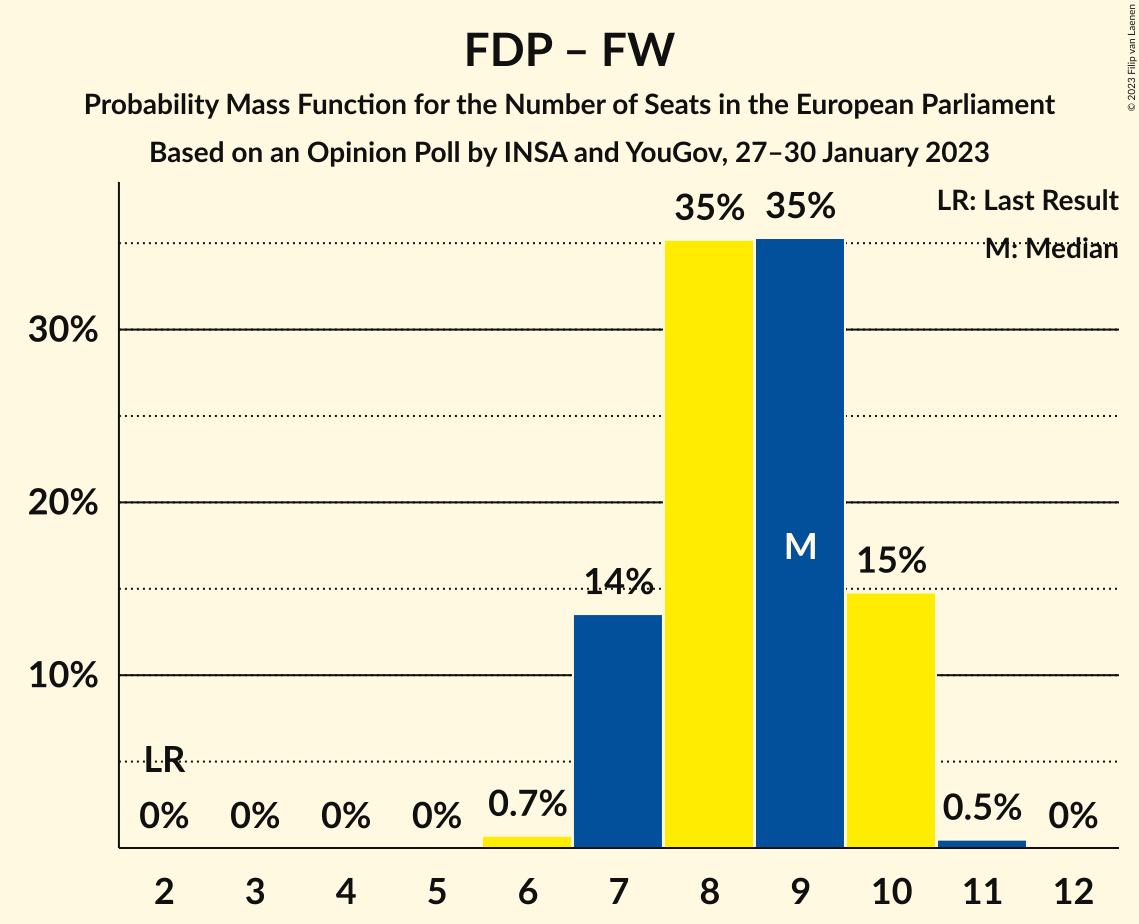 FDP – FW
Probability Mass Function for the Number of Seats in the European Parliament
Based on an Opinion Poll by INSA and YouGov, 27–30 January 2023
© 2023 Filip van Laenen
LR: Last Result
M: Median
35% 35%
30%
20%
M
15%
14%
10%
LR
0% 0% 0% 0% 0.7% 0.5% 0%
2 3 4 5 6 7 8 9 10 11 12